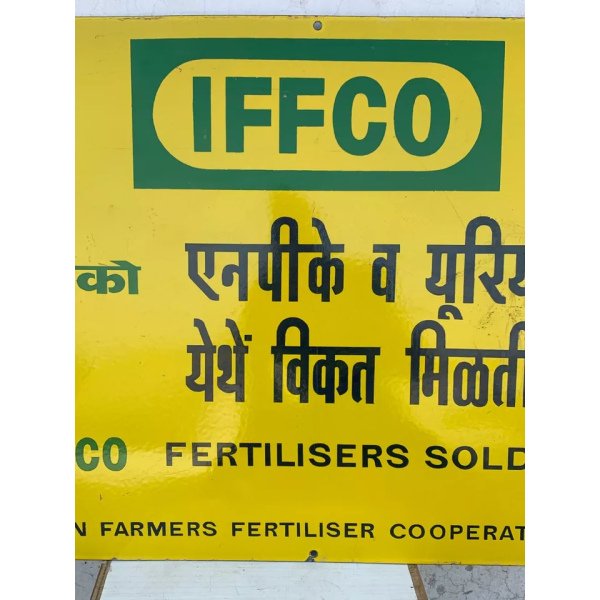 IFFCO
को एनपीके व यूरिय
येथें विकत मिळती
CO FERTILISERS SOLD
N FARMERS FERTILISER COOPERAT